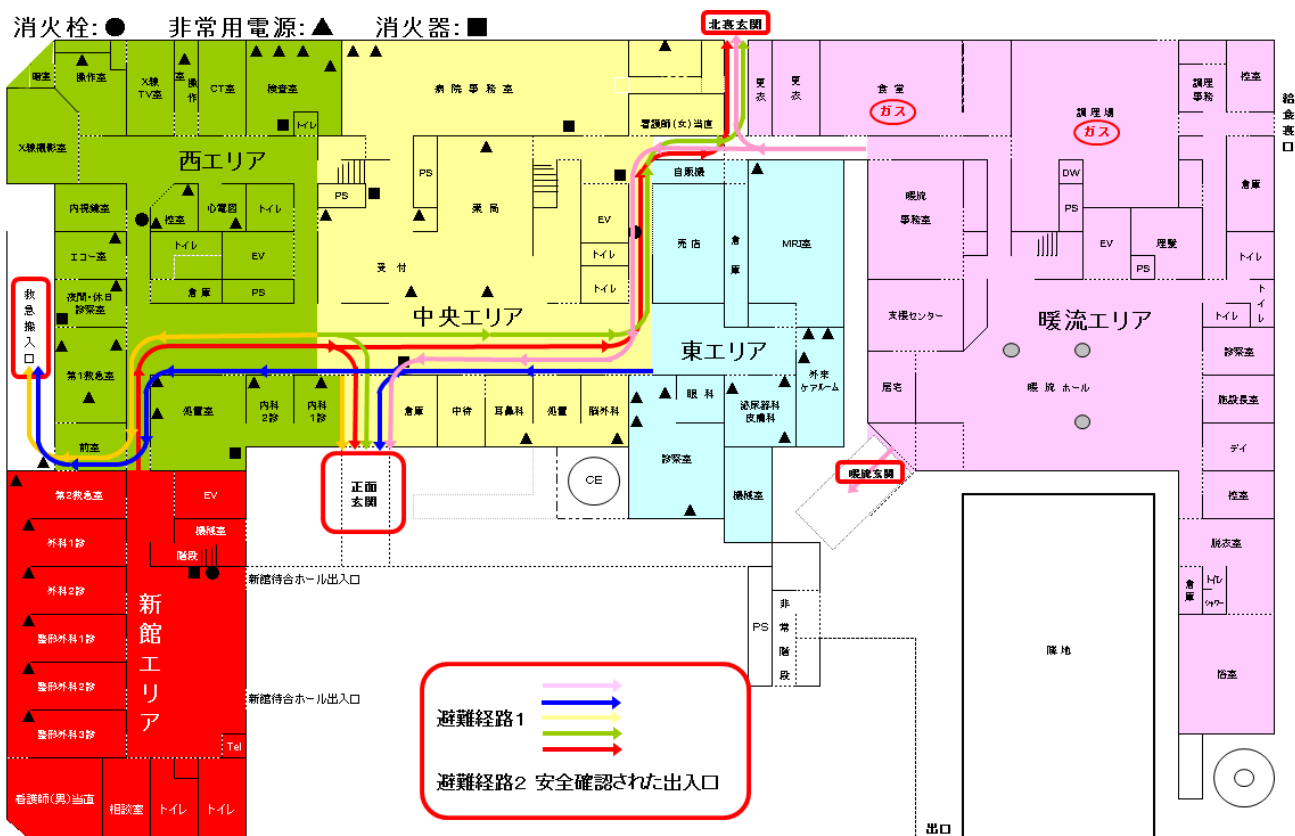 消火栓:● 非常用電源:▲ 消火器:■
北裏玄関
暗室
操作室
X線
TV室
操作
室
CT室
検査室
トイレ
病院事務室
看護師(女)当直
更衣
更衣
食堂
ガス
調理場
ガス
調理
事務
控室
給食裏口
X線撮影室
西エリア
PS
PS
薬局
自販機
暖流
事務室
DW
PS
倉庫
内視鏡室
控室
心電図
トイレ
EV
売店
倉庫
MRI室
EV
理髪
PS
トイレ
エコー室
トイレ
EV
受付
トイレ
トイレ
救急搬入口
夜間・休日
診察室
倉庫
PS
中央エリア
支援センター
暖流エリア
トイレ
トイレ
東エリア
診察室
第1救急室
処置室
内科
2診
内科
1診
倉庫
中待
耳鼻科
処置
脳外科
眼科
泌尿器科
皮膚科
外来
ケアルーム
居宅
暖流ホール
施設長室
前室
診察室
デイ
正面
玄関
CE
機械室
暖流玄関
控室
第2救急室
EV
外科1診
機械室
階段
脱衣室
外科2診
新館待合ホール出入口
倉庫
トイレ
シャワー
整形外科1診
新館エリア
PS
非常階段
隣地
浴室
整形外科2診
新館待合ホール出入口
整形外科3診
Tel
避難経路1
避難経路2 安全確認された出入口
看護師(男)当直
相談室
トイレ
トイレ
出口